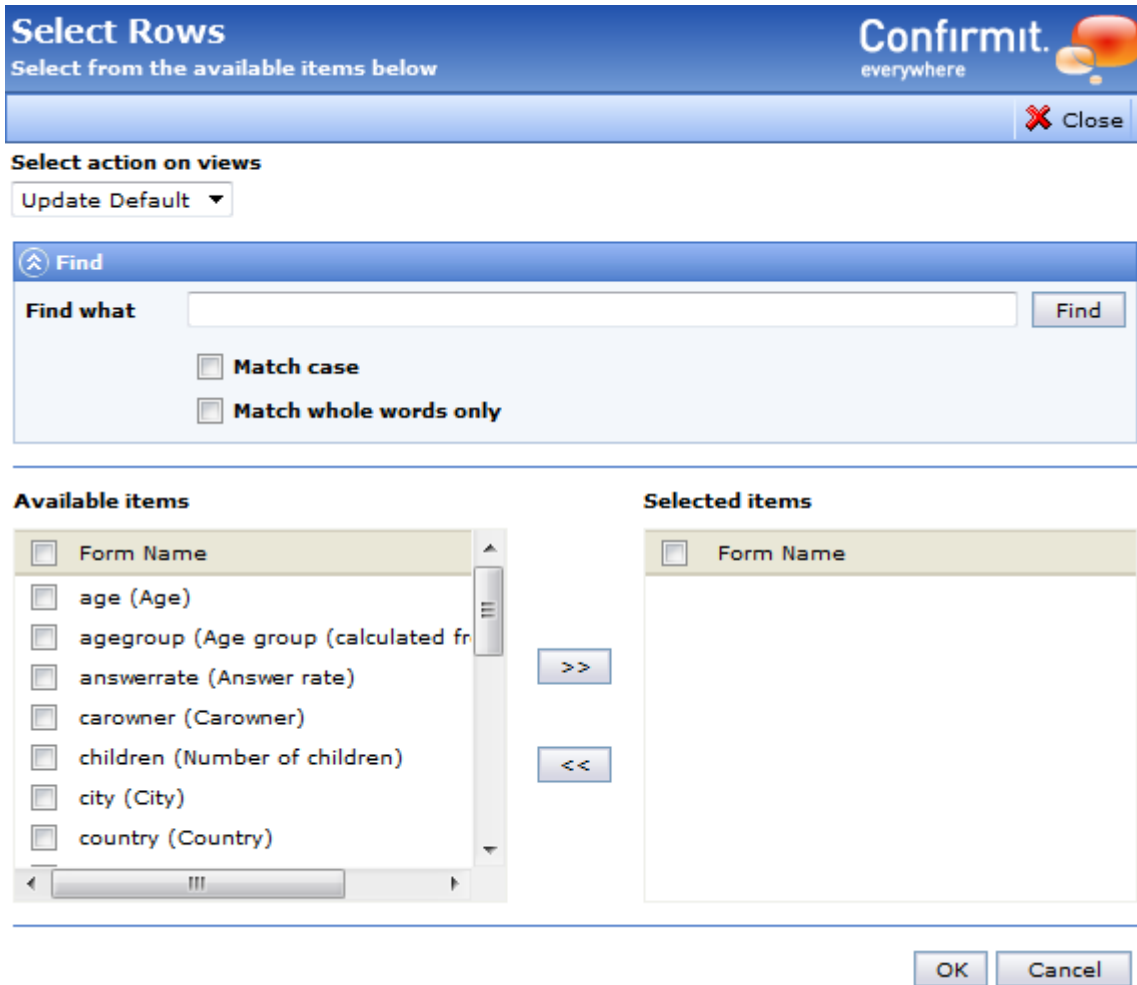 Select Rows
Select from the available items below
Confirmit.
everywhere
Close
Select action on views
Update Default
Find
Find what
Find
Match case
Match whole words only
Available items
Selected items
Form Name
Form Name
age (Age)
agegroup (Age group (calculated fr
answerrate (Answer rate)
carowner (Carowner)
children (Number of children)
city (City)
country (Country)
>>
<<
OK
Cancel